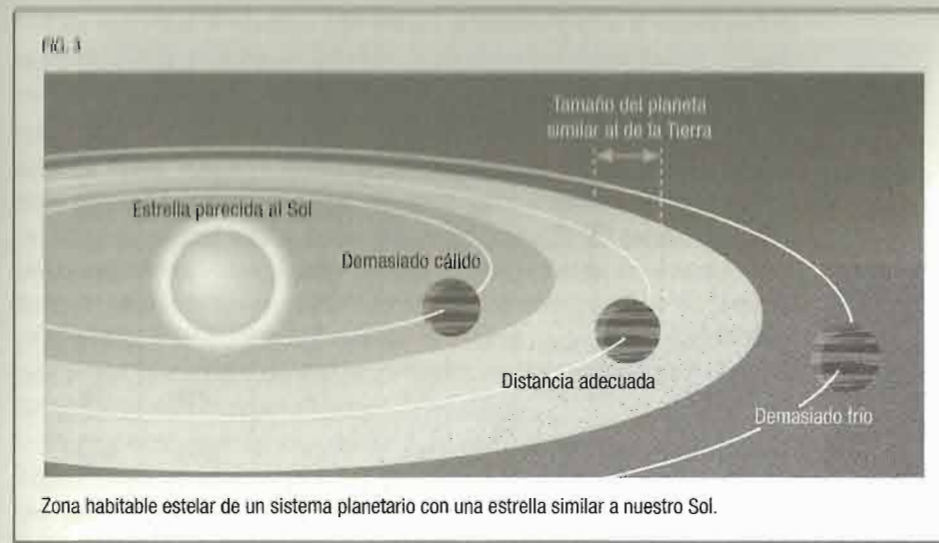 FIG. 3
Tamaño del planeta
similar al de la Tierra
Estrella parecida al Sol
Demasiado cálido
Distancia adecuada
Demasiado frío
Zona habitable estelar de un sistema planetario con una estrella similar a nuestro Sol.